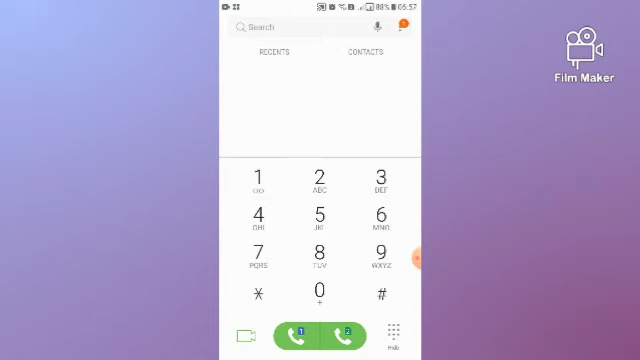 88% 06:57
Search
RECENTS CONTACTS
1 2 3
ABC DEF
4 5 6
GHI JKL MNO
7 8 9
PQRS TUV WXYZ
* 0 #
+
1 2
Hide
Film Maker